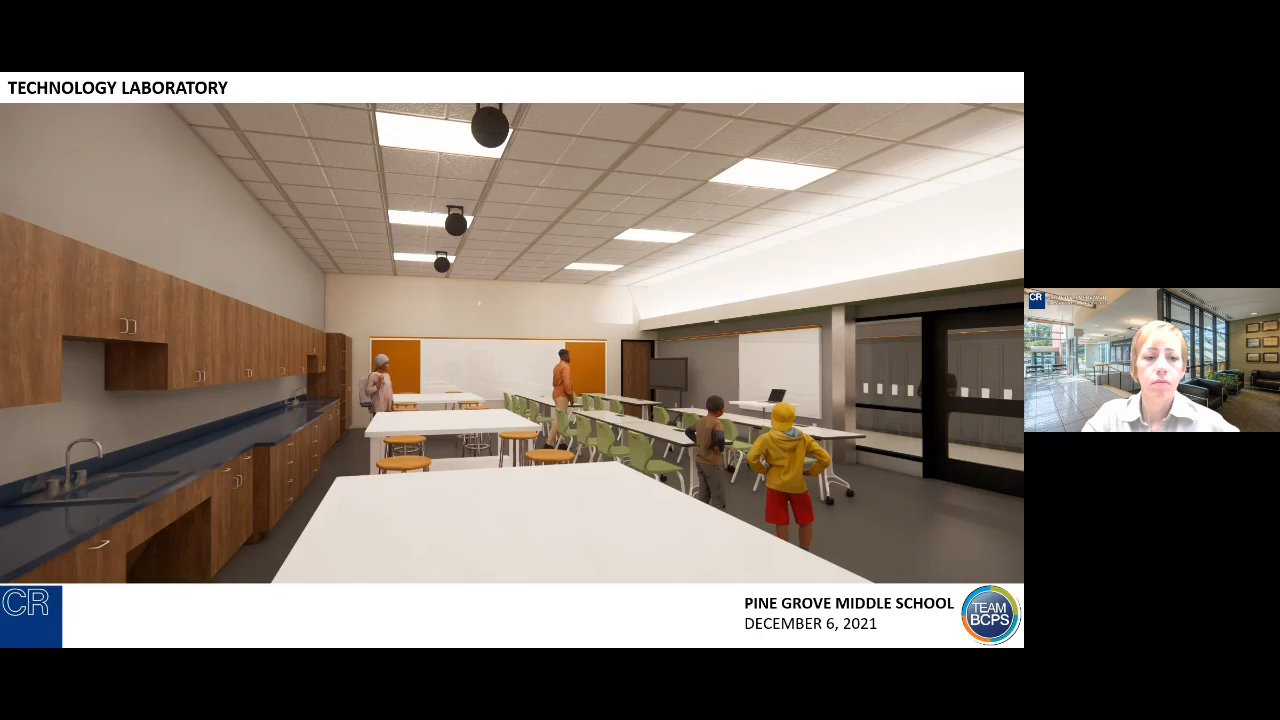 TECHNOLOGY LABORATORY
CR
PINE GROVE MIDDLE SCHOOL
DECEMBER 6, 2021
TEAM
BCPS
CR